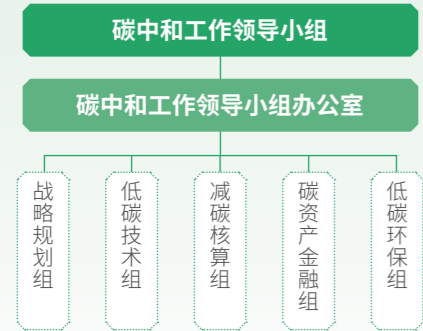 碳中和工作领导小组
碳中和工作领导小组办公室
战略规划组
低碳技术组
减碳核算组
碳资产金融组
低碳环保组